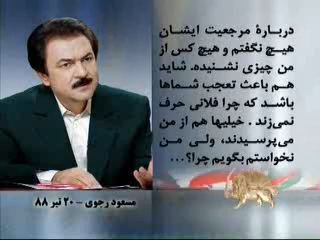 دربارهٔ مرجعیت ایشان
هیچ نگفتم و هیچ کس از
من چیزی نشنیده. شاید
هم باعث تعجب شماها
باشد که چرا فلانی حرف
نمی‌زند. خیلیها هم از من
می‌پرسیدند، ولی من
نخواستم بگویم چرا؟...
مسعود رجوی - ۲۰ تیر ۸۸